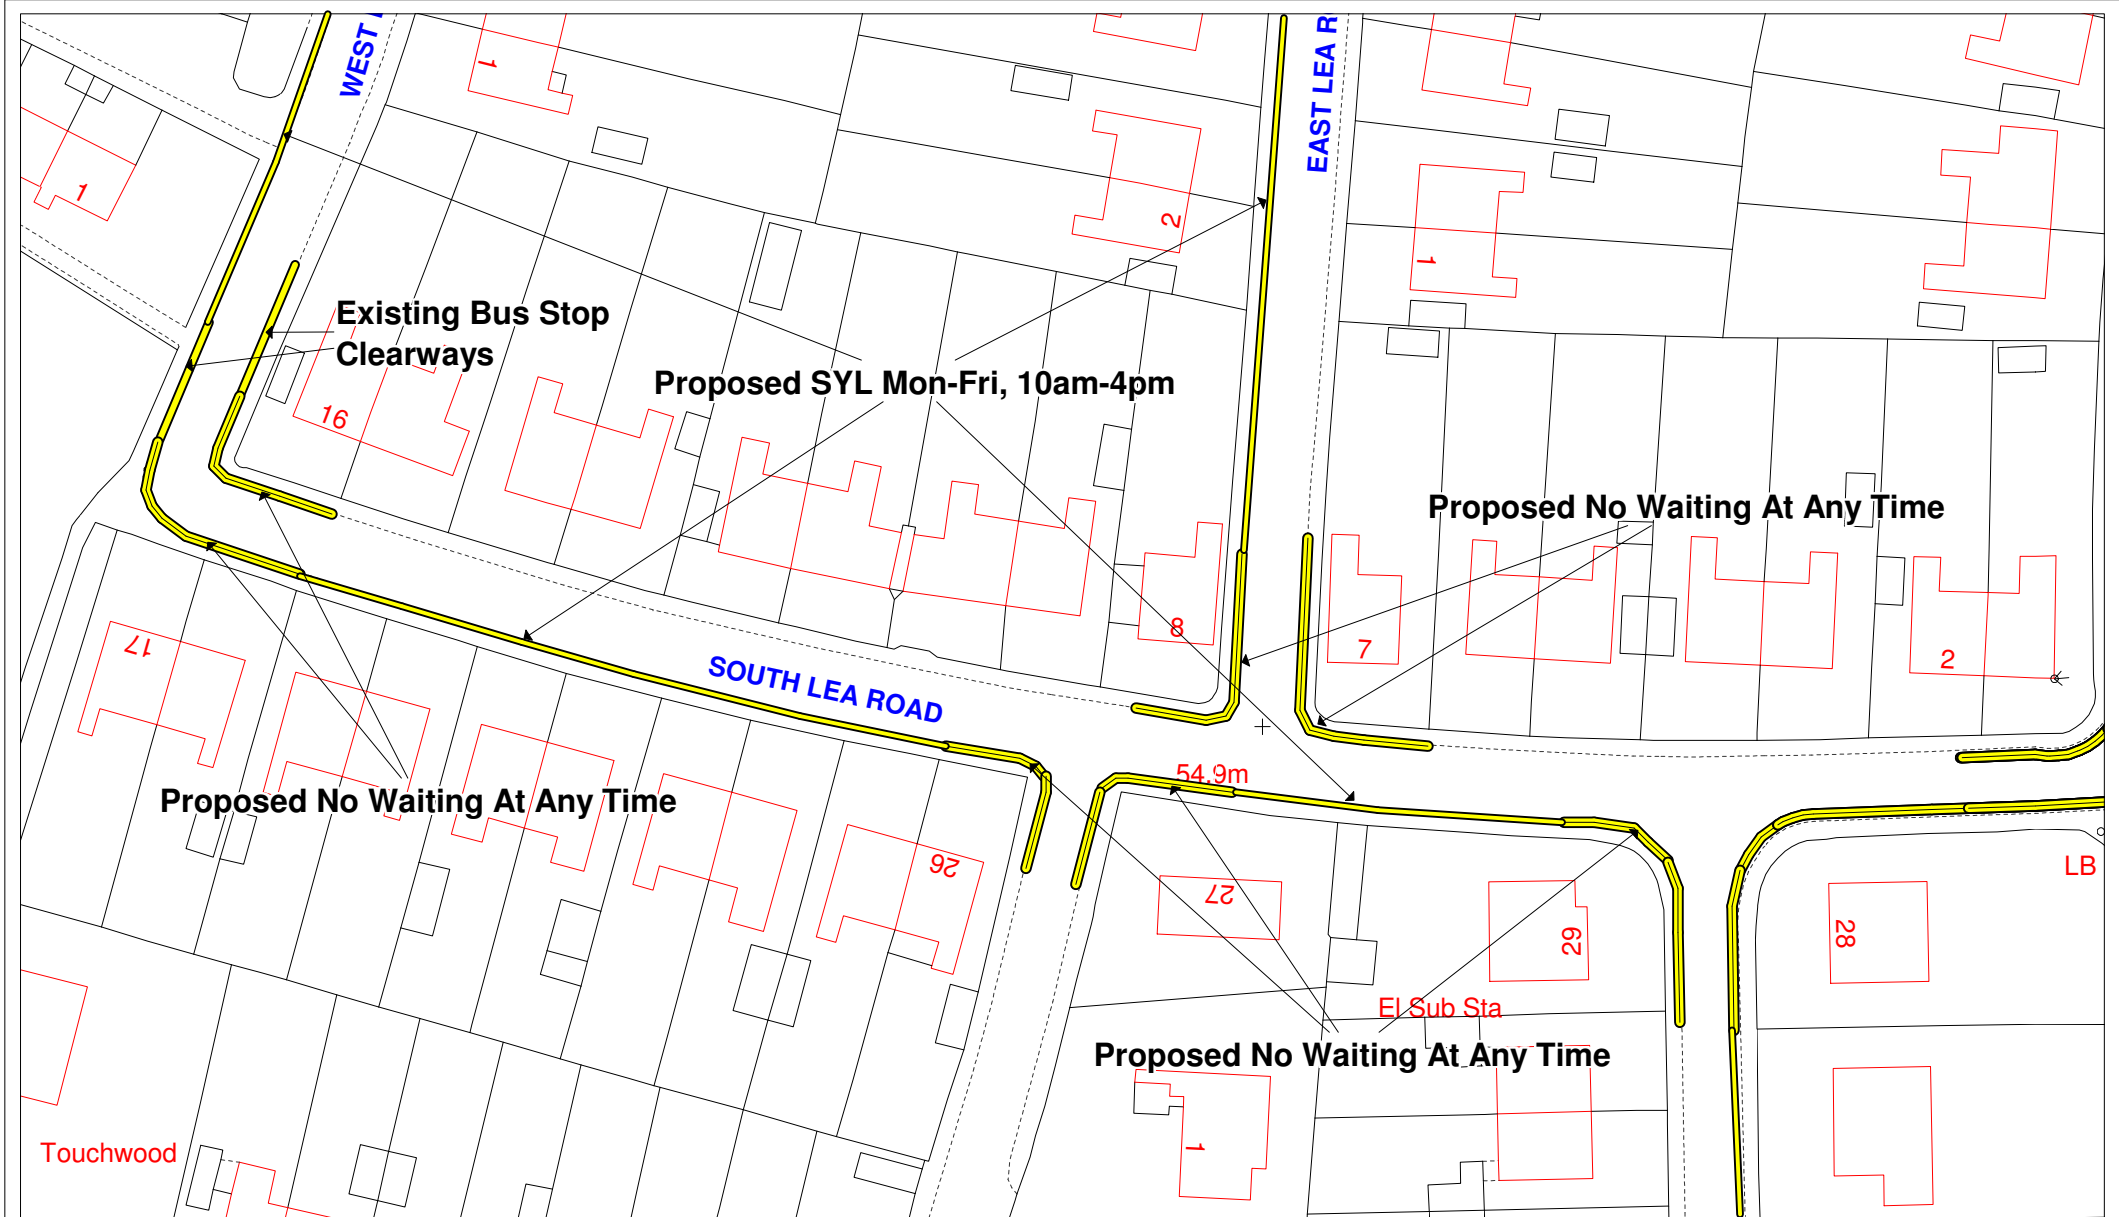 WEST
EAST LEA R
1
1
2
1
Existing Bus Stop
Clearways
Proposed SYL Mon-Fri, 10am-4pm
16
Proposed No Waiting At Any Time
8
7
2
17
SOUTH LEA ROAD
54.9m
Proposed No Waiting At Any Time
26
27
29
28
LB
El Sub Sta
Proposed No Waiting At Any Time
1
Touchwood